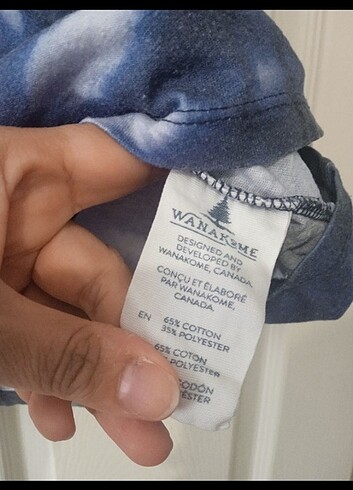 WANAKOME
DESIGNED AND
DEVELOPED BY
WANAKOME, CANADA.
CONÇU ET ÉLABORÉ
PAR WANAKOME,
CANADA.
EN 65% COTTON
35% POLYESTER
65% COTON
POLYESTER